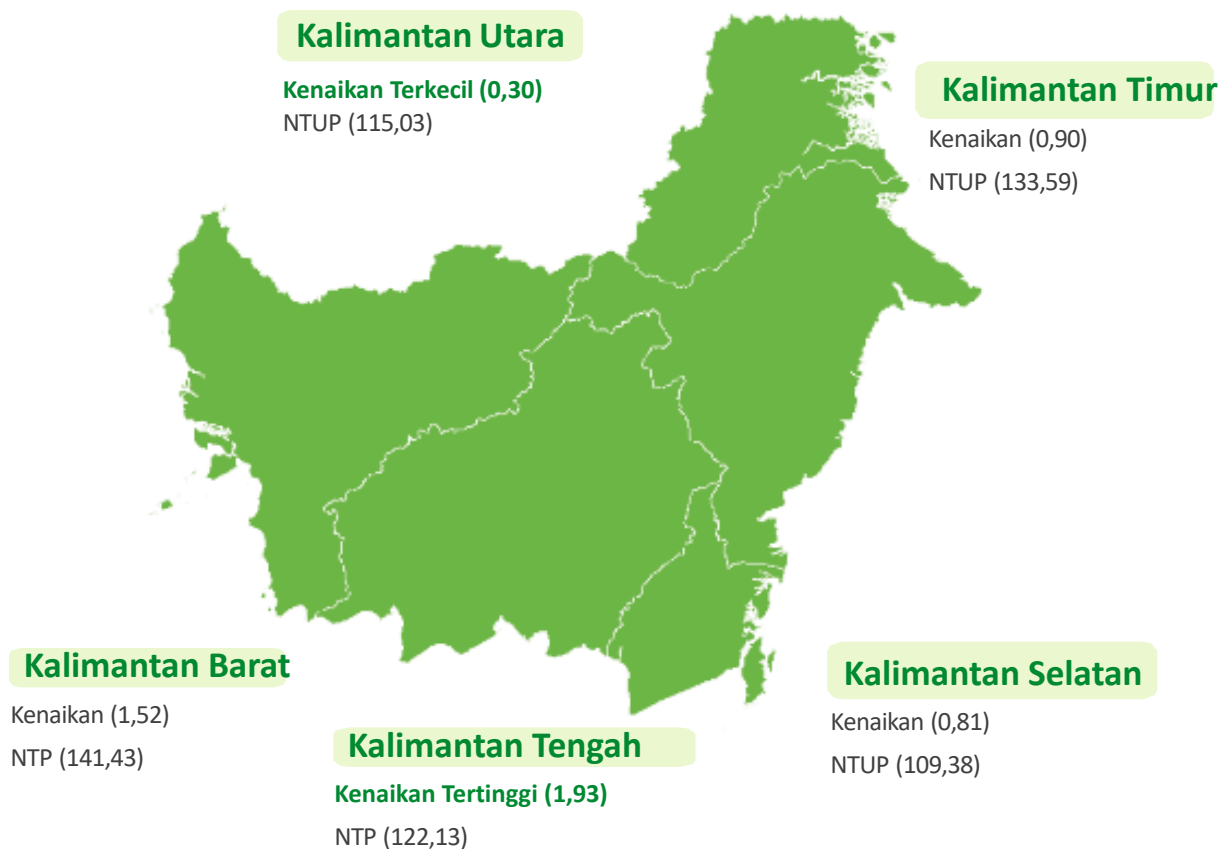 Kalimantan Utara
Kenaikan Terkecil (0,30)
NTUP (115,03)
Kalimantan Timur
Kenaikan (0,90)
NTUP (133,59)
Kalimantan Barat
Kenaikan (1,52)
NTP (141,43)
Kalimantan Tengah
Kenaikan Tertinggi (1,93)
NTP (122,13)
Kalimantan Selatan
Kenaikan (0,81)
NTUP (109,38)